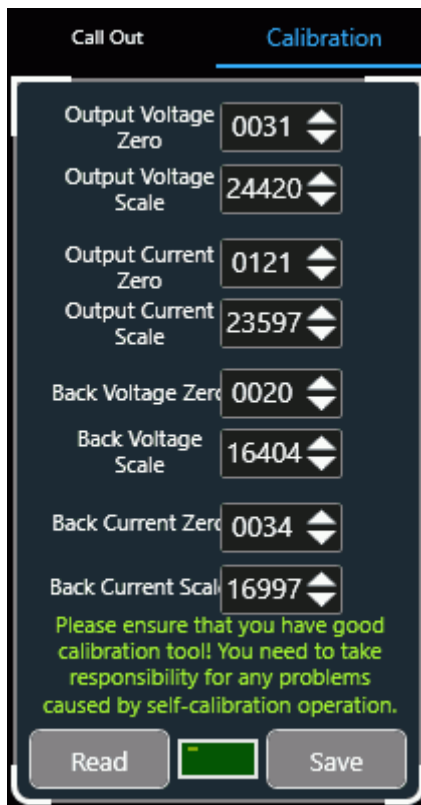 Call Out Calibration
Output Voltage
Zero
0031
Output Voltage
Scale
24420
Output Current
Zero
0121
Output Current
Scale
23597
Back Voltage Zero 0020
Back Voltage
Scale
16404
Back Current Zero 0034
Back Current Scal 16997
Please ensure that you have good
calibration tool! You need to take
responsibility for any problems
caused by self-calibration operation.
Read Save